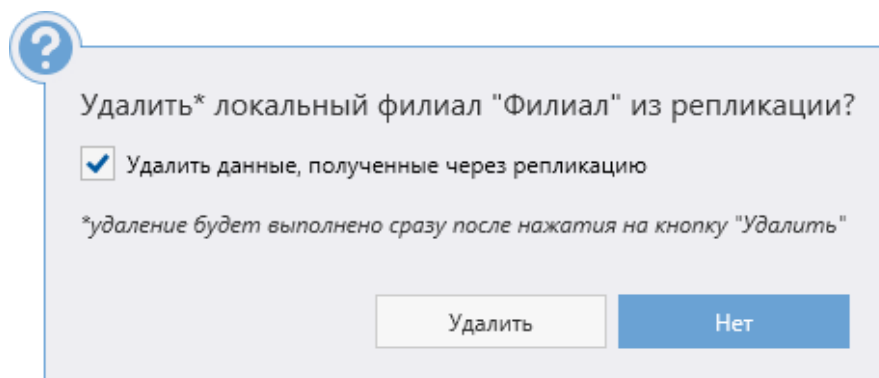 Удалить* локальный филиал "Филиал" из репликации?
Удалить данные, полученные через репликацию
*удаление будет выполнено сразу после нажатия на кнопку "Удалить"
Удалить Нет